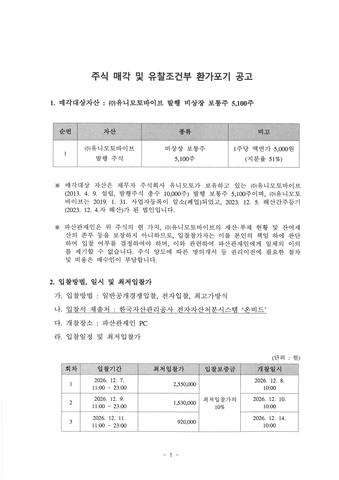 주식 매각 및 유찰조건부 환가포기 공고
1. 매각대상자산 : ㈜유니모토바이브 발행 비상장 보통주 5,100주
순번 자산 종류 비고
1 ㈜유니모토바이브 발행 주식 비상장 보통주 5,100주 1주당 액면가 5,000원 (지분율 51%)
※ 매각대상 자산은 채무자 주식회사 유니모토가 보유하고 있는 ㈜유니모토바이브
(2013. 4. 9. 설립, 발행주식 총수 10,000주) 발행 보통주 5,100주이며, ㈜유니모토
바이브는 2019. 1. 31. 사업자등록이 말소(폐업)되었고, 2023. 12. 5. 해산간주등기
(2023. 12. 4.자 해산)가 된 법인입니다.
※ 파산관재인은 위 주식의 현 가치, ㈜유니모토바이브의 재산·부채 현황 및 잔여재
산의 존부 등을 보장하지 아니하므로, 입찰참가자는 이를 본인의 책임 하에 판단
하여 입찰 여부를 결정하여야 하며, 이와 관련하여 파산관재인에게 일체의 이의
를 제기할 수 없습니다. 주식 양도에 따른 명의개서 등 권리이전에 필요한 절차
및 비용은 매수인이 부담합니다.
2. 입찰방법, 일시 및 최저입찰가
가. 입찰방법 : 일반공개경쟁입찰, 전자입찰, 최고가방식
나. 입찰서 제출처 : 한국자산관리공사 전자자산처분시스템 ‘온비드’
다. 개찰장소 : 파산관재인 PC
라. 입찰일정 및 최저입찰가
(단위 : 원)
회차 입찰기간 최저입찰가 입찰보증금 개찰일시
1 2026. 12. 7. 11:00 ~ 23:00 2,550,000 최저입찰가의 10% 2026. 12. 8. 10:00
2 2026. 12. 9. 11:00 ~ 23:00 1,530,000 2026. 12. 10. 10:00
3 2026. 12. 11. 11:00 ~ 23:00 920,000 2026. 12. 14. 10:00
- 1 -